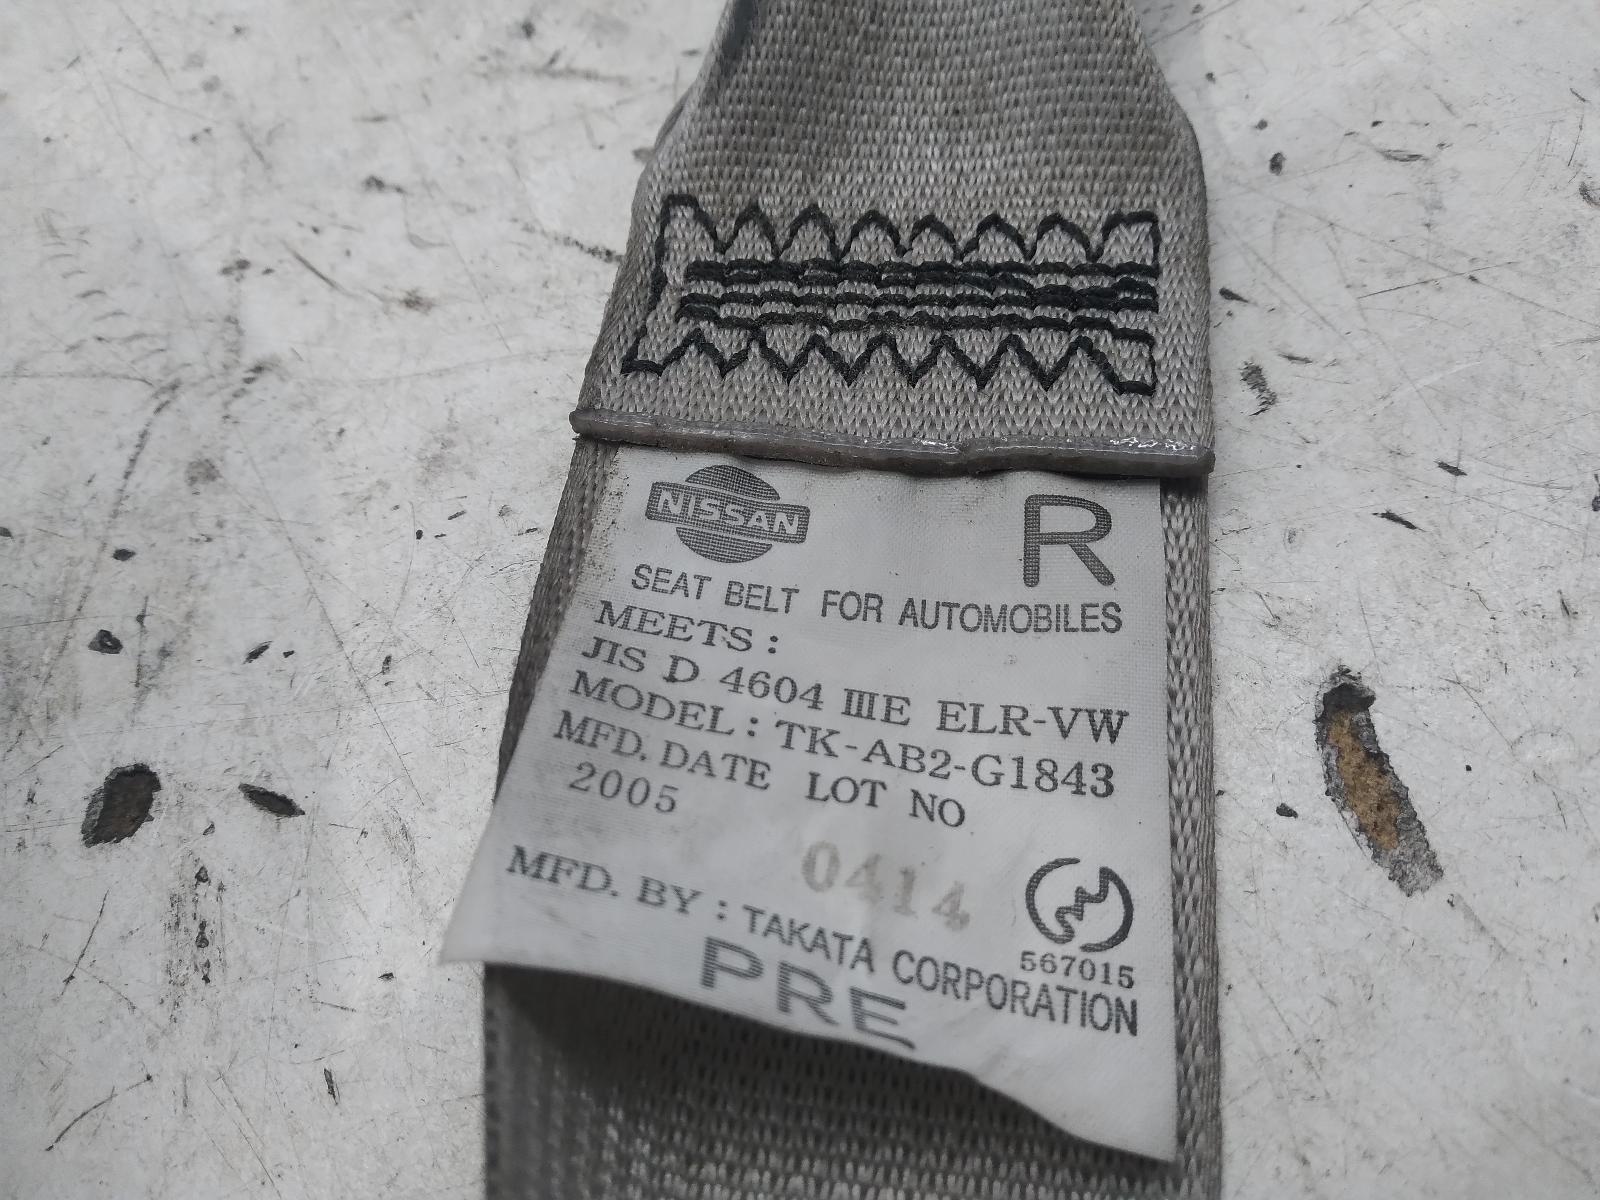 NISSAN R
SEAT BELT FOR AUTOMOBILES
MEETS :
JIS D 4604 IIIE ELR-VW
MODEL : TK-AB2-G1843
MFD. DATE LOT NO
2005 0414
567015
MFD. BY : TAKATA CORPORATION
PRE